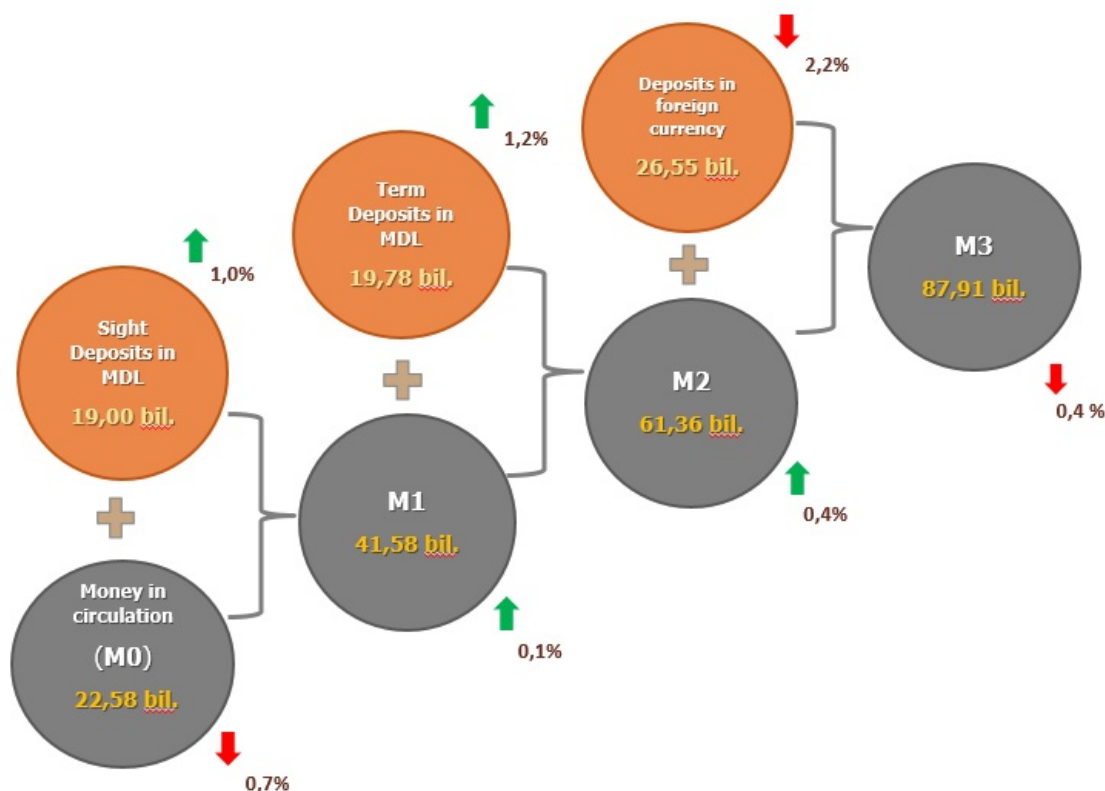 Sight
Deposits in
MDL
19,00 bil.
1,0%
Money in
circulation
(M0)
22,58 bil.
0,7%
Term
Deposits in
MDL
19,78 bil.
1,2%
M1
41,58 bil.
0,1%
Deposits in
foreign
currency
26,55 bil.
2,2%
M2
61,36 bil.
0,4%
M3
87,91 bil.
0,4 %